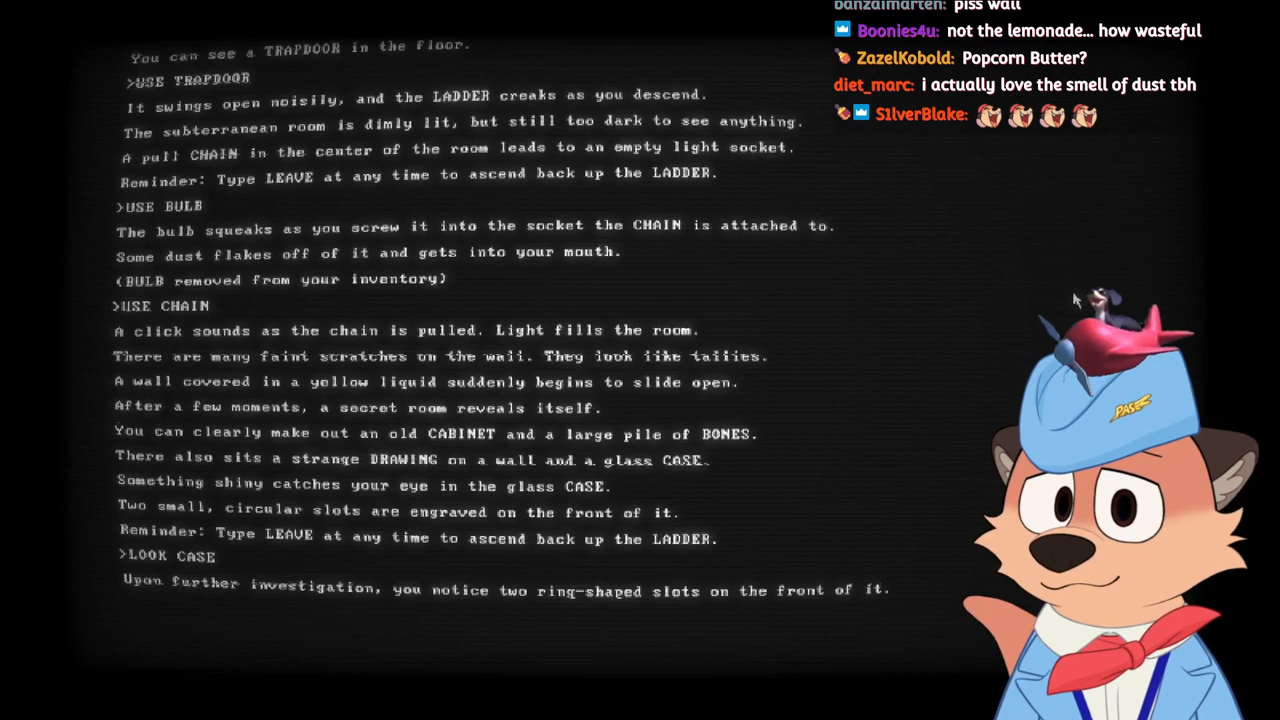 You can see a TRAPDOOR in the floor.
>USE TRAPDOOR
It swings open noisily, and the LADDER creaks as you descend.
The subterranean room is dimly lit, but still too dark to see anything.
A pull CHAIN in the center of the room leads to an empty light socket.
Reminder: Type LEAVE at any time to ascend back up the LADDER.
>USE BULB
The bulb squeaks as you screw it into the socket the CHAIN is attached to.
Some dust flakes off of it and gets into your mouth.
(BULB removed from your inventory)
>USE CHAIN
A click sounds as the chain is pulled. Light fills the room.
There are many faint scratches on the wall. They look like tallies.
A wall covered in a yellow liquid suddenly begins to slide open.
After a few moments, a secret room reveals itself.
You can clearly make out an old CABINET and a large pile of BONES.
There also sits a strange DRAWING on a wall and a glass CASE.
Something shiny catches your eye in the glass CASE.
Two small, circular slots are engraved on the front of it.
Reminder: Type LEAVE at any time to ascend back up the LADDER.
>LOOK CASE
Upon further investigation, you notice two ring-shaped slots on the front of it.
banzaimarten: piss wall
Boonies4u: not the lemonade... how wasteful
ZazelKobold: Popcorn Butter?
diet_marc: i actually love the smell of dust tbh
S1lverBlake: